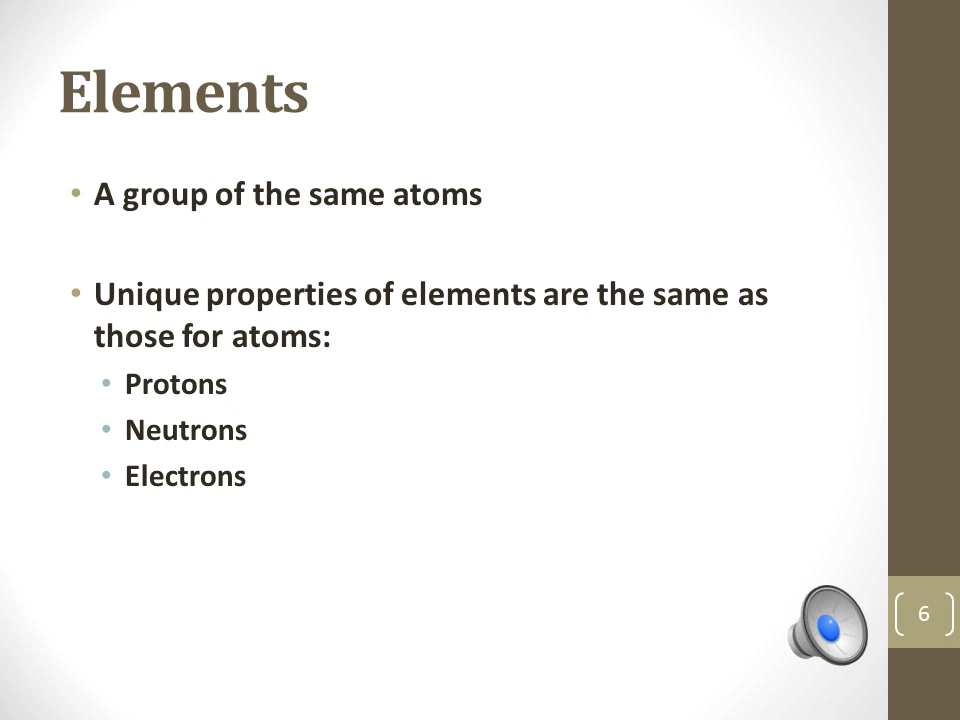 Elements
• A group of the same atoms
• Unique properties of elements are the same as
those for atoms:
• Protons
• Neutrons
• Electrons
6